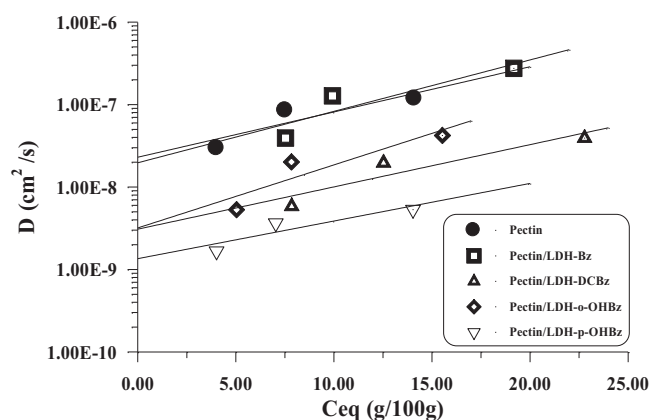 1.00E-6
1.00E-7
1.00E-8
1.00E-9
1.00E-10
D (cm2 /s)
0.00 5.00 10.00 15.00 20.00 25.00
Ceq (g/100g)
Pectin
Pectin/LDH-Bz
Pectin/LDH-DCBz
Pectin/LDH-o-OHBz
Pectin/LDH-p-OHBz